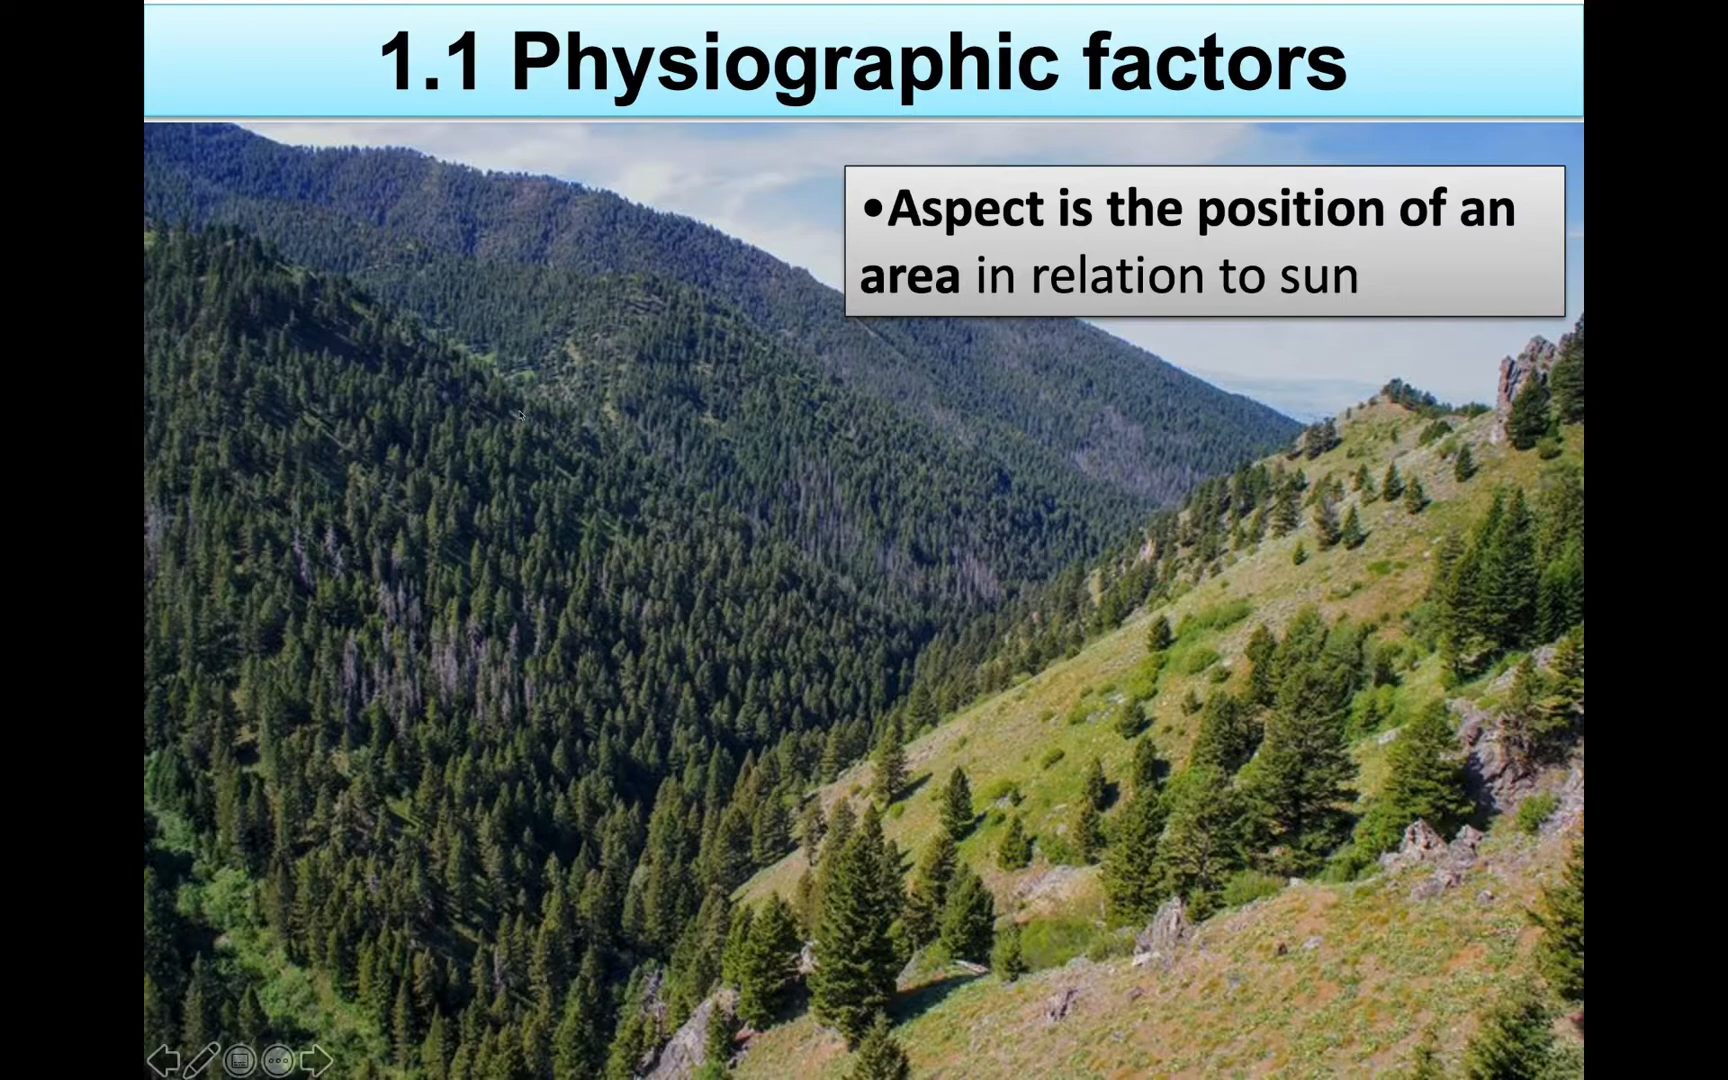 1.1 Physiographic factors
•Aspect is the position of an
area in relation to sun